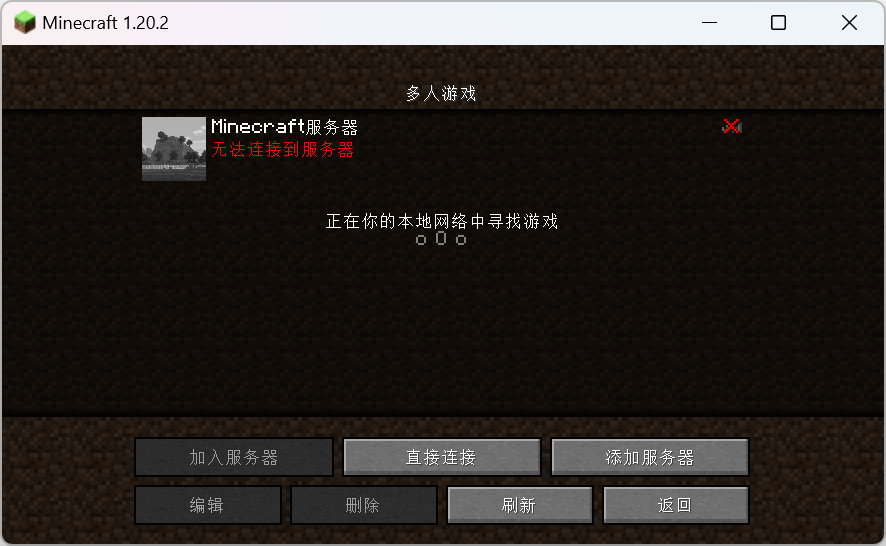 Minecraft 1.20.2
多人游戏
Minecraft服务器
无法连接到服务器
正在你的本地网络中寻找游戏
o O o
加入服务器 直接连接 添加服务器
编辑 删除 刷新 返回